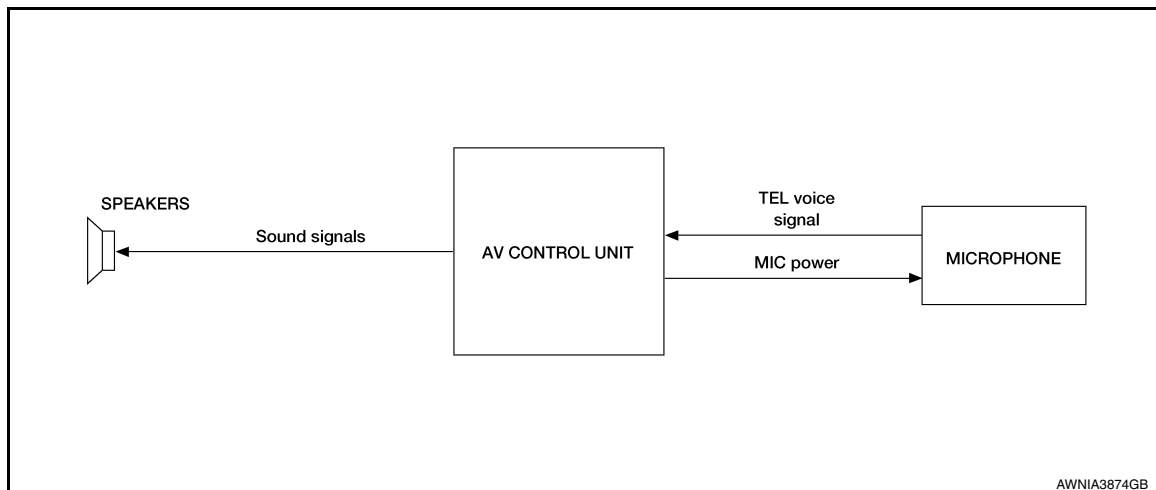 SPEAKERS
Sound signals
AV CONTROL UNIT
TEL voice
signal
MIC power
MICROPHONE
AWNIA3874GB